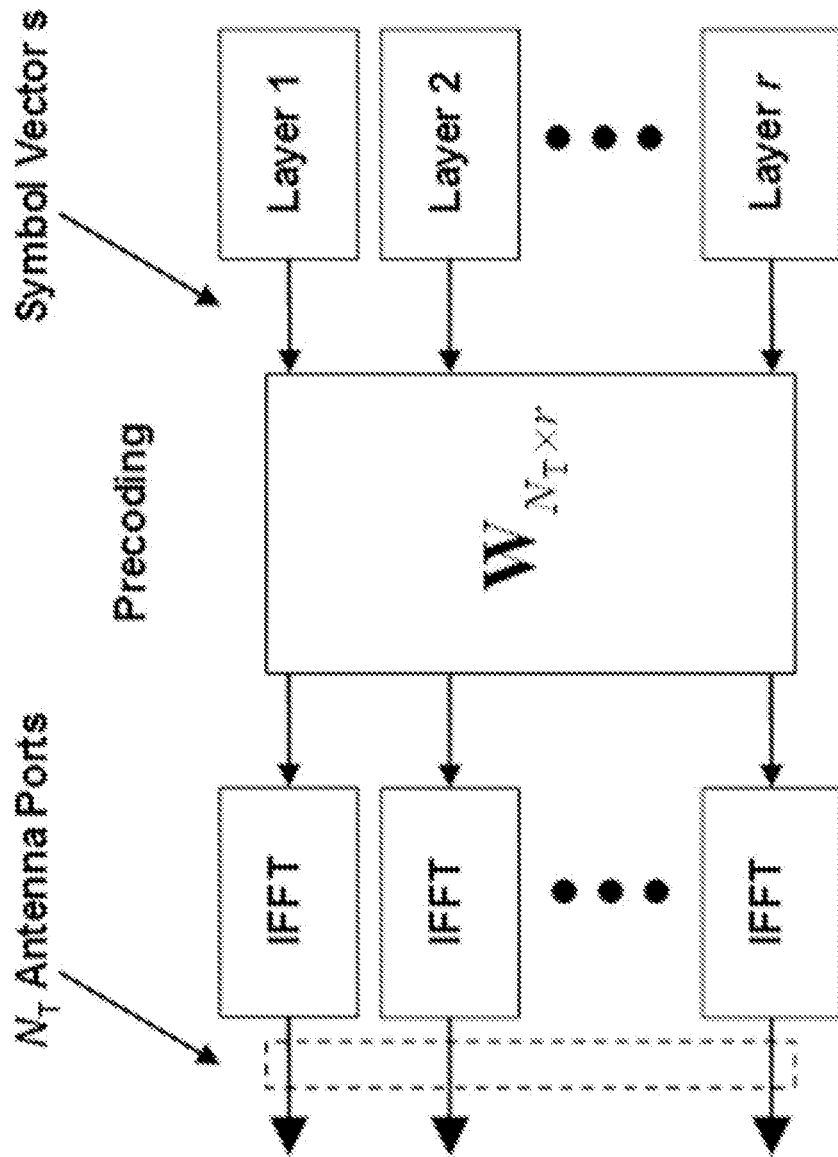 N_T Antenna Ports
Precoding
Symbol Vector s
IFFT
IFFT
IFFT
W_{N_T×r}
Layer 1
Layer 2
Layer r